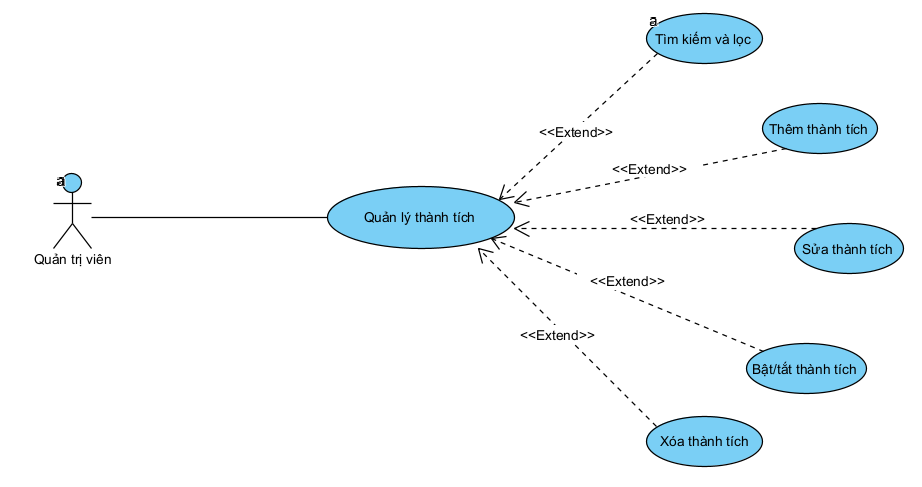 a
Tìm kiếm và lọc
<<Extend>>
Thêm thành tích
<<Extend>>
a
Quản lý thành tích
<<Extend>>
Sửa thành tích
Quản trị viên
<<Extend>>
<<Extend>>
Bật/tắt thành tích
Xóa thành tích